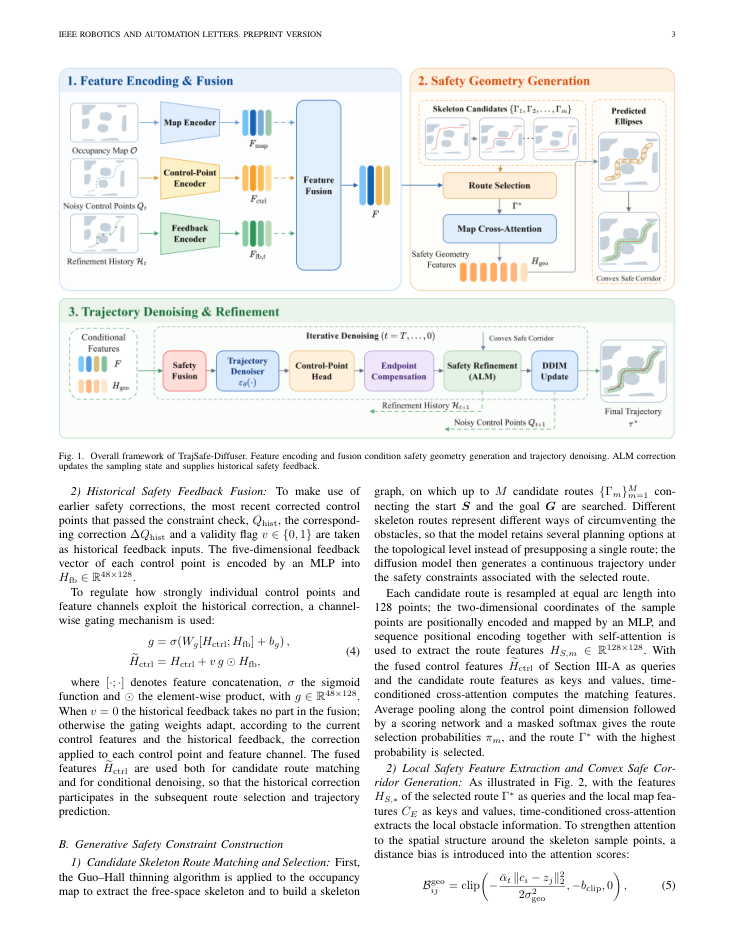 IEEE ROBOTICS AND AUTOMATION LETTERS. PREPRINT VERSION
3
1. Feature Encoding & Fusion
Occupancy Map 𝒪
Noisy Control Points Q_t
Refinement History ℋ_t
Map Encoder
Control-Point
Encoder
Feedback
Encoder
F_map
F_ctrl
F_fb,t
Feature
Fusion
F
2. Safety Geometry Generation
Skeleton Candidates {Γ₁, Γ₂, . . . , Γ_m}
Route Selection
Γ*
Map Cross-Attention
Safety Geometry
Features
H_geo
Predicted
Ellipses
Convex Safe Corridor
3. Trajectory Denoising & Refinement
Conditional
Features
F
H_geo
Iterative Denoising (t = T, . . . , 0)
Convex Safe Corridor
Safety
Fusion
Trajectory
Denoiser
ε_θ(·)
Control-Point
Head
Endpoint
Compensation
Safety Refinement
(ALM)
DDIM
Update
Refinement History ℋ_{t+1}
Noisy Control Points Q_{t+1}
Final Trajectory
τ*
Fig. 1. Overall framework of TrajSafe-Diffuser. Feature encoding and fusion condition safety geometry generation and trajectory denoising. ALM correction
updates the sampling state and supplies historical safety feedback.
2) Historical Safety Feedback Fusion: To make use of
earlier safety corrections, the most recent corrected control
points that passed the constraint check, Q_hist, the correspond-
ing correction ΔQ_hist and a validity flag v ∈ {0, 1} are taken
as historical feedback inputs. The five-dimensional feedback
vector of each control point is encoded by an MLP into
H_fb ∈ ℝ^{48×128}.
To regulate how strongly individual control points and
feature channels exploit the historical correction, a channel-
wise gating mechanism is used:
g = σ(W_g[H_ctrl; H_fb] + b_g) ,
H̃_ctrl = H_ctrl + v g ⊙ H_fb,
(4)
where [·; ·] denotes feature concatenation, σ the sigmoid
function and ⊙ the element-wise product, with g ∈ ℝ^{48×128}.
When v = 0 the historical feedback takes no part in the fusion;
otherwise the gating weights adapt, according to the current
control features and the historical feedback, the correction
applied to each control point and feature channel. The fused
features H̃_ctrl are used both for candidate route matching
and for conditional denoising, so that the historical correction
participates in the subsequent route selection and trajectory
prediction.
B. Generative Safety Constraint Construction
1) Candidate Skeleton Route Matching and Selection: First,
the Guo–Hall thinning algorithm is applied to the occupancy
map to extract the free-space skeleton and to build a skeleton
graph, on which up to M candidate routes {Γ_m}_{m=1}^M con-
necting the start S and the goal G are searched. Different
skeleton routes represent different ways of circumventing the
obstacles, so that the model retains several planning options at
the topological level instead of presupposing a single route; the
diffusion model then generates a continuous trajectory under
the safety constraints associated with the selected route.
Each candidate route is resampled at equal arc length into
128 points; the two-dimensional coordinates of the sample
points are positionally encoded and mapped by an MLP, and
sequence positional encoding together with self-attention is
used to extract the route features H_{S,m} ∈ ℝ^{128×128}. With
the fused control features H̃_ctrl of Section III-A as queries
and the candidate route features as keys and values, time-
conditioned cross-attention computes the matching features.
Average pooling along the control point dimension followed
by a scoring network and a masked softmax gives the route
selection probabilities π_m, and the route Γ* with the highest
probability is selected.
2) Local Safety Feature Extraction and Convex Safe Cor-
ridor Generation: As illustrated in Fig. 2, with the features
H_{S,*} of the selected route Γ* as queries and the local map fea-
tures C_E as keys and values, time-conditioned cross-attention
extracts the local obstacle information. To strengthen attention
to the spatial structure around the skeleton sample points, a
distance bias is introduced into the attention scores:
ℬ_{ij}^{geo} = clip(−ᾱ_t ‖c_i − z_j‖₂² / 2σ²_geo, −b_clip, 0) , (5)